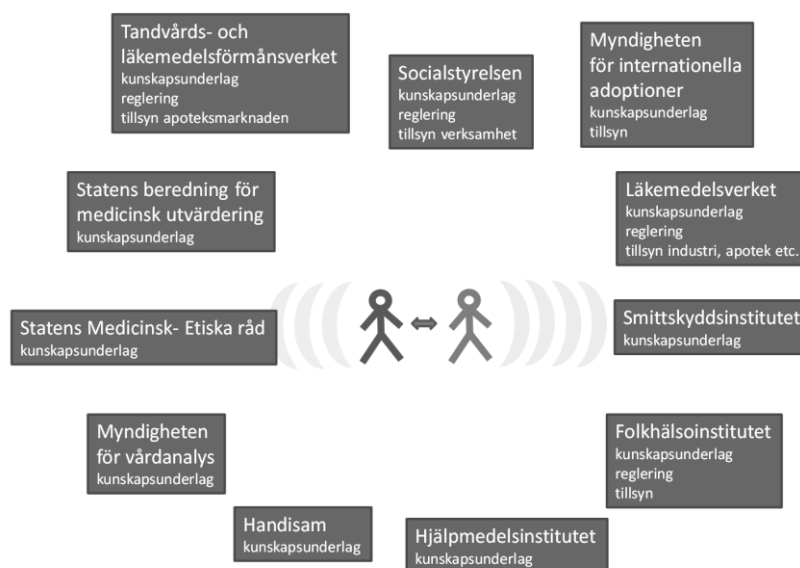 Tandvårds- och
läkemedelsförmånsverket
kunskapsunderlag
reglering
tillsyn apoteksmarknaden
Socialstyrelsen
kunskapsunderlag
reglering
tillsyn verksamhet
Myndigheten
för internationella
adoptioner
kunskapsunderlag
tillsyn
Statens beredning för
medicinsk utvärdering
kunskapsunderlag
Läkemedelsverket
kunskapsunderlag
reglering
tillsyn industri, apotek etc.
Statens Medicinsk- Etiska råd
kunskapsunderlag
Smittskyddsinstitutet
kunskapsunderlag
Myndigheten
för vårdanalys
kunskapsunderlag
Folkhälsoinstitutet
kunskapsunderlag
reglering
tillsyn
Handisam
kunskapsunderlag
Hjälpmedelsinstitutet
kunskapsunderlag